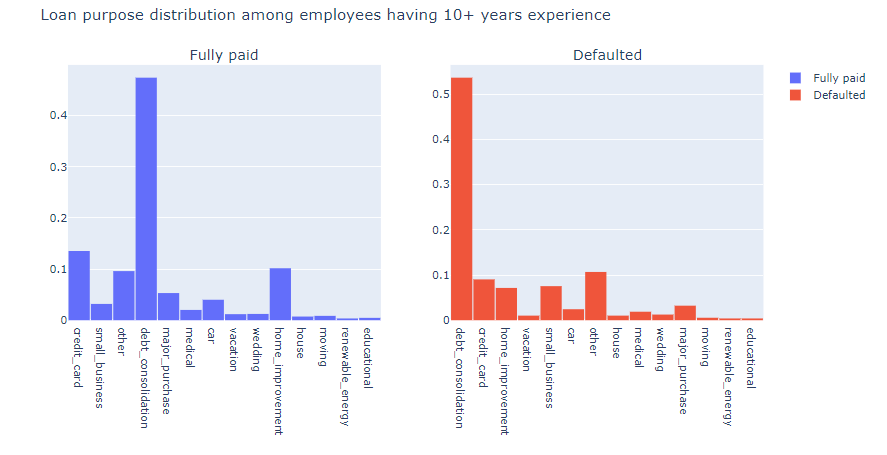 Loan purpose distribution among employees having 10+ years experience
Fully paid
0.4
0.3
0.2
0.1
0
credit_card
small_business
other
debt_consolidation
major_purchase
medical
car
vacation
wedding
home_improvement
house
moving
renewable_energy
educational
Defaulted
0.5
0.4
0.3
0.2
0.1
0
debt_consolidation
credit_card
home_improvement
vacation
small_business
car
other
house
medical
wedding
major_purchase
moving
renewable_energy
educational
Fully paid
Defaulted